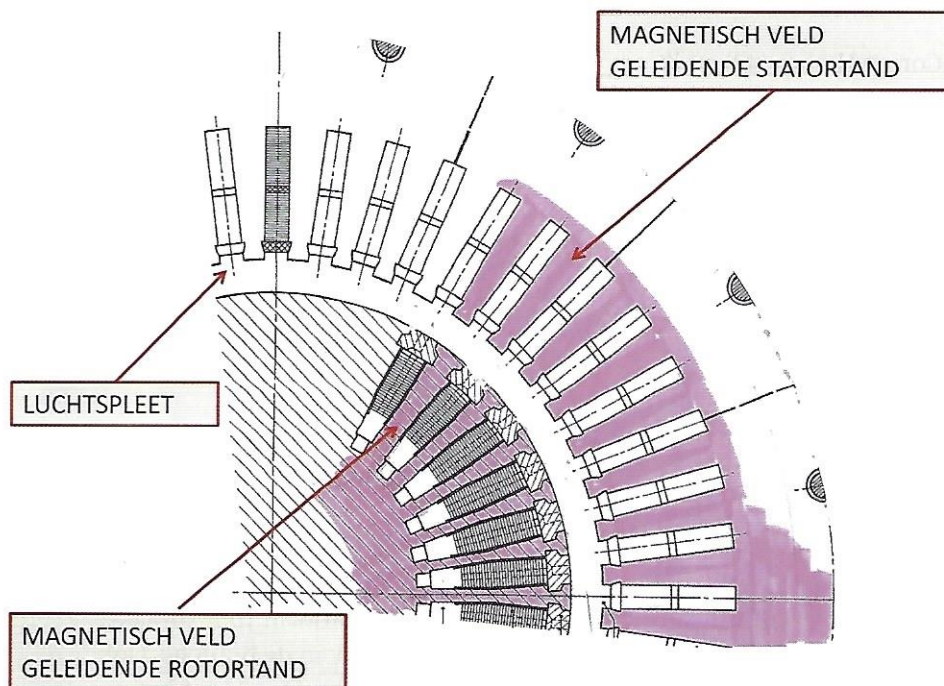 MAGNETISCH VELD
GELEIDENDE STATORTAND
LUCHTSPLEET
MAGNETISCH VELD
GELEIDENDE ROTORTAND